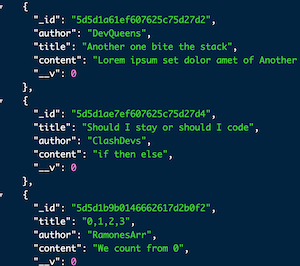 {
"_id": "5d5d1a61ef607625c75d27d2",
"author": "DevQueens",
"title": "Another one bite the stack",
"content": "Lorem ipsum set dolor amet of Another
"__v": 0
},
{
"_id": "5d5d1ae7ef607625c75d27d4",
"title": "Should I stay or should I code",
"author": "ClashDevs",
"content": "if then else",
"__v": 0
},
{
"_id": "5d5d1b9b0146662617d2b0f2",
"title": "0,1,2,3",
"author": "RamonesArr",
"content": "We count from 0",
"__v": 0